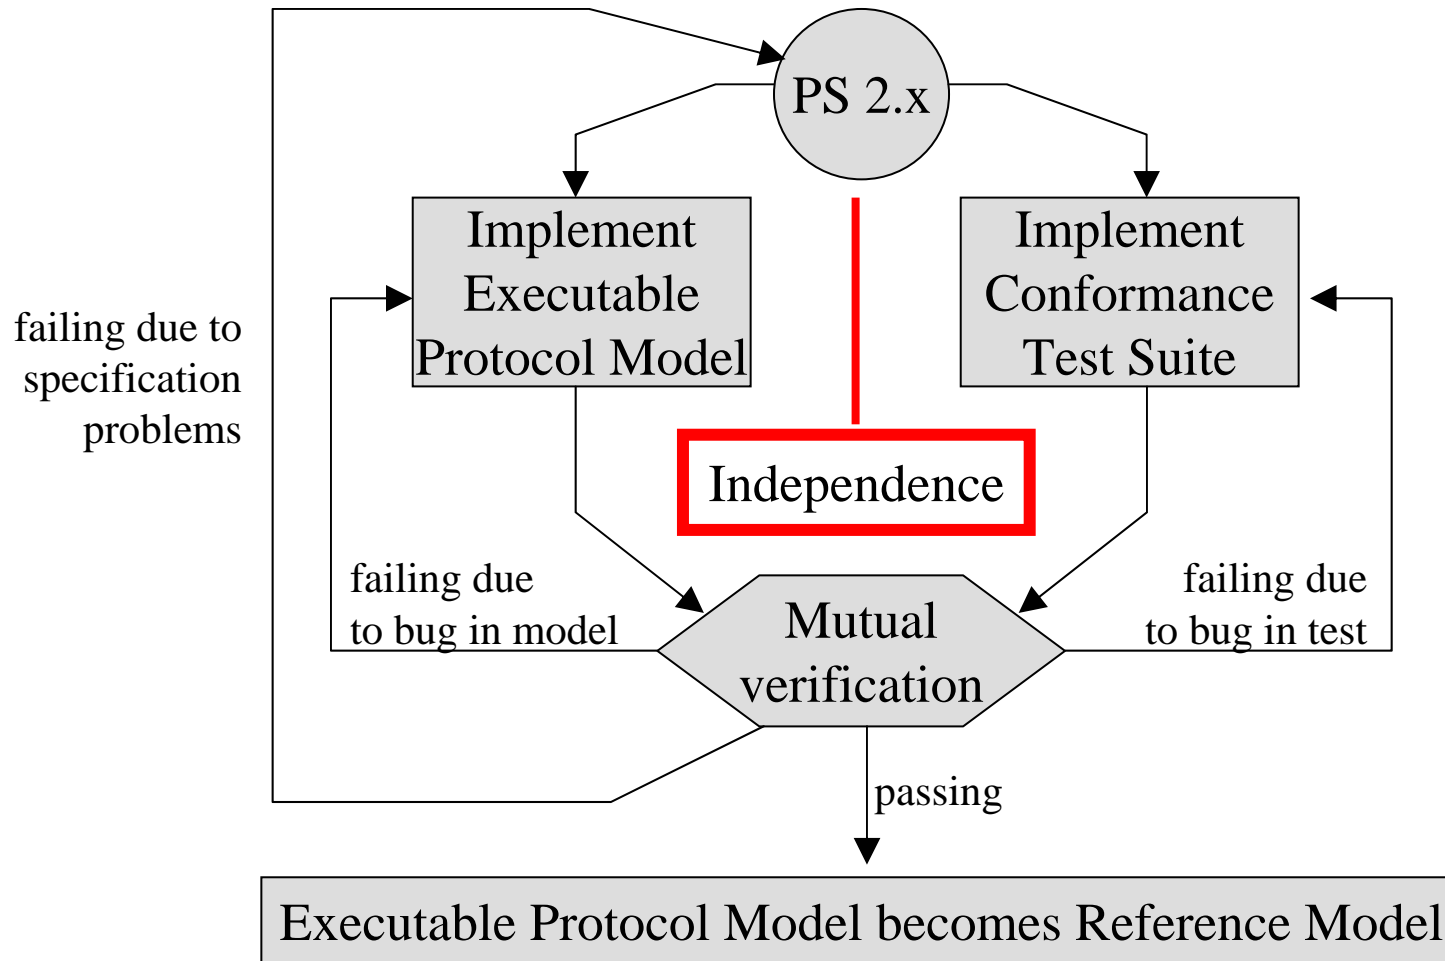 PS 2.x
Implement
Executable
Protocol Model
Implement
Conformance
Test Suite
failing due to
specification
problems
Independence
failing due
to bug in model
failing due
to bug in test
Mutual
verification
passing
Executable Protocol Model becomes Reference Model